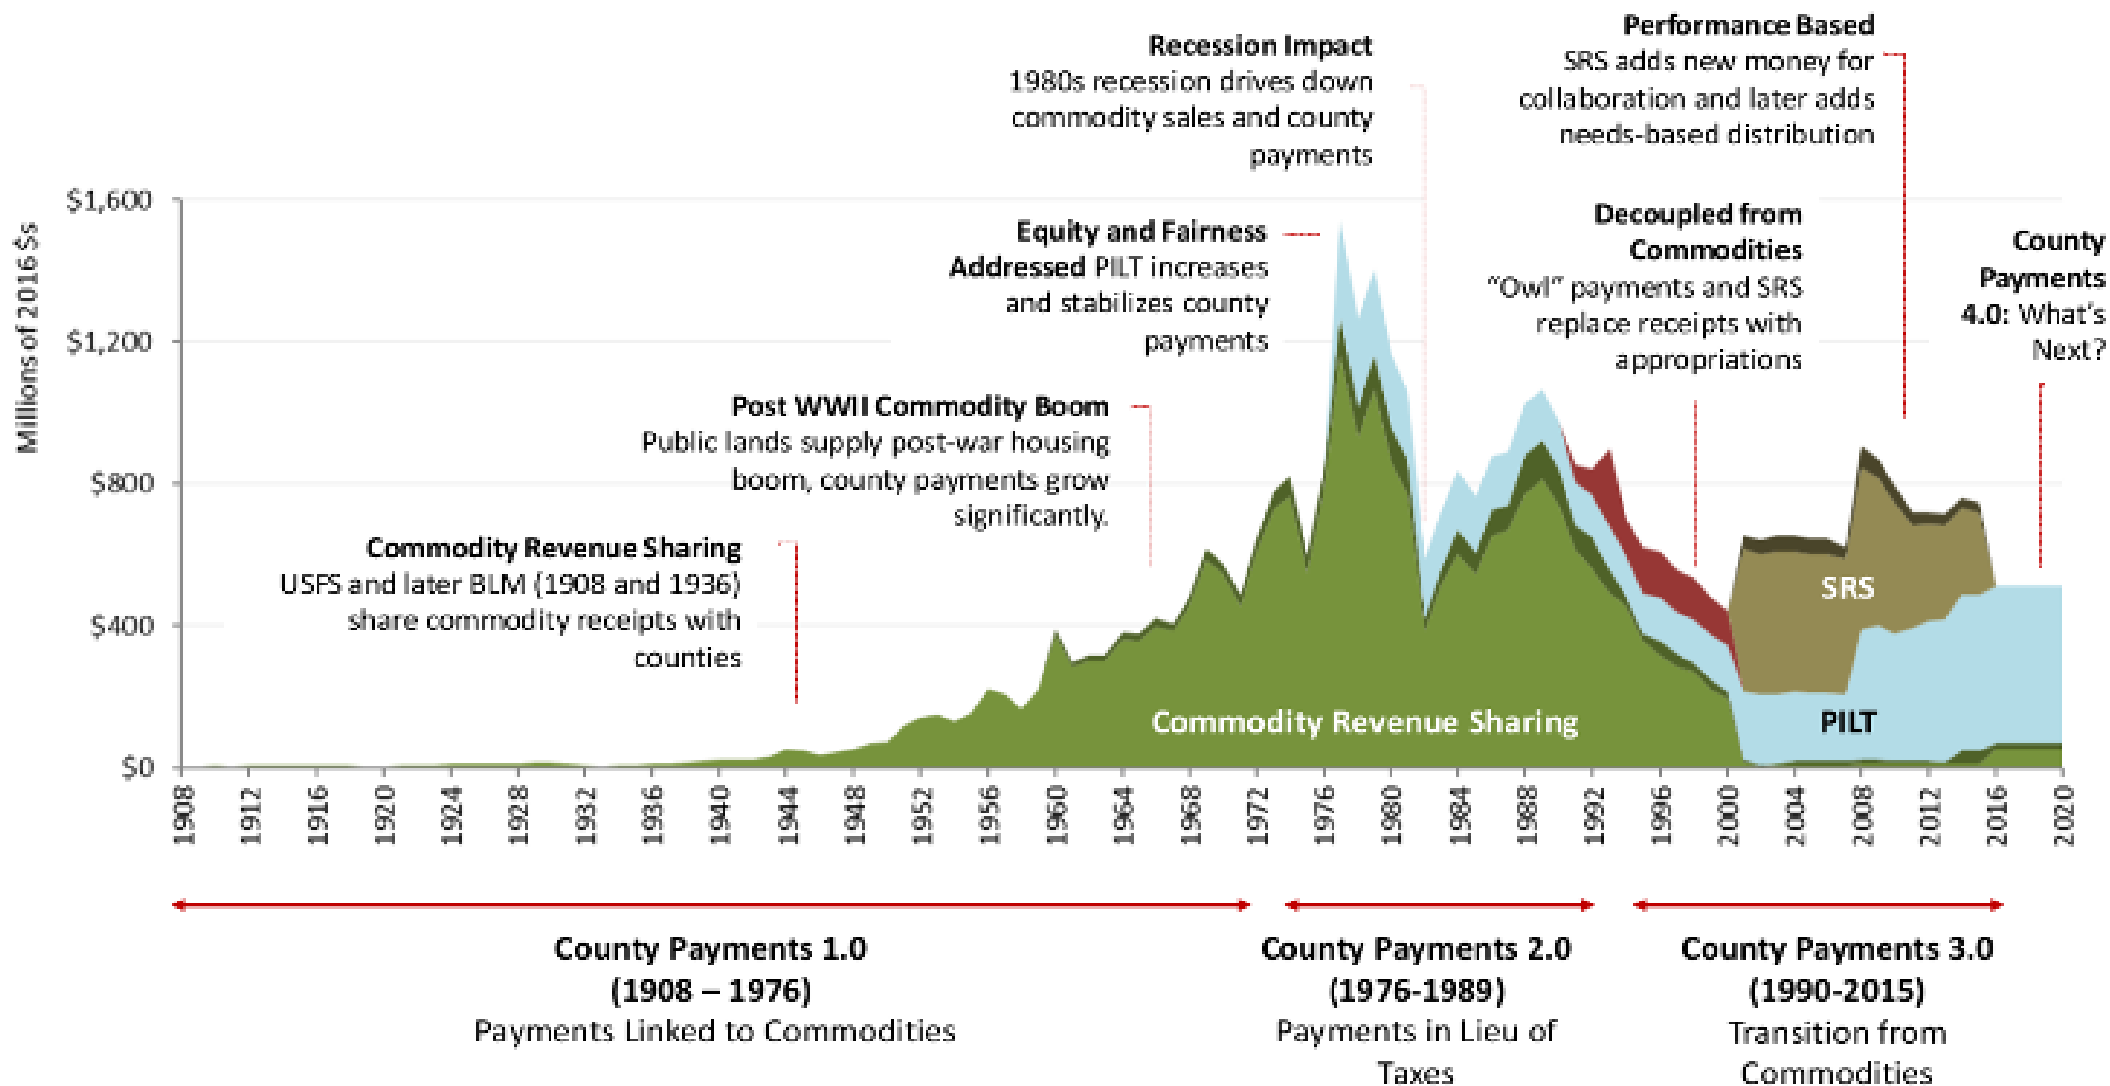 Recession Impact
1980s recession drives down
commodity sales and county
payments
Performance Based
SRS adds new money for
collaboration and later adds
needs-based distribution
Equity and Fairness
Addressed PILT increases
and stabilizes county
payments
Decoupled from
Commodities
“Owl” payments and SRS
replace receipts with
appropriations
County
Payments
4.0: What’s
Next?
Post WWII Commodity Boom
Public lands supply post-war housing
boom, county payments grow
significantly.
Commodity Revenue Sharing
USFS and later BLM (1908 and 1936)
share commodity receipts with
counties
Millions of 2016 $s
$1,600
$1,200
$800
$400
$0
SRS
PILT
Commodity Revenue Sharing
1908 1912 1916 1920 1924 1928 1932 1936 1940 1944 1948 1952 1956 1960 1964 1968 1972 1976 1980 1984 1988 1992 1996 2000 2004 2008 2012 2016 2020
County Payments 1.0
(1908 – 1976)
Payments Linked to Commodities
County Payments 2.0
(1976-1989)
Payments in Lieu of
Taxes
County Payments 3.0
(1990-2015)
Transition from
Commodities